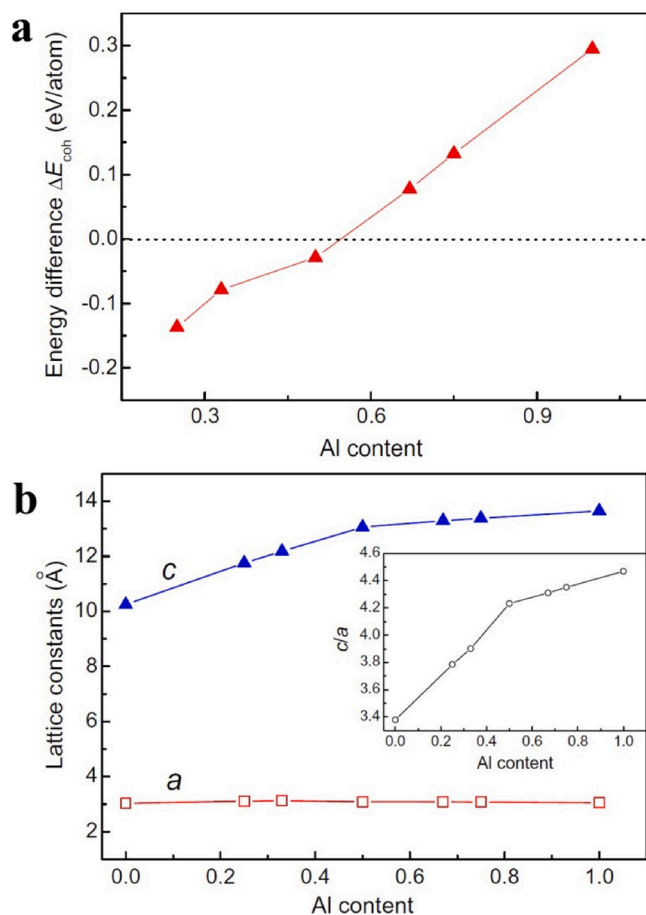 a
Energy difference ΔE_coh (eV/atom)
0.3
0.2
0.1
0.0
-0.1
-0.2
0.3 0.6 0.9
Al content
b
Lattice constants (Å)
14
12
10
8
6
4
2
c
a
c/a
4.6
4.4
4.2
4.0
3.8
3.6
3.4
0.0 0.2 0.4 0.6 0.8 1.0
Al content
0.0 0.2 0.4 0.6 0.8 1.0
Al content